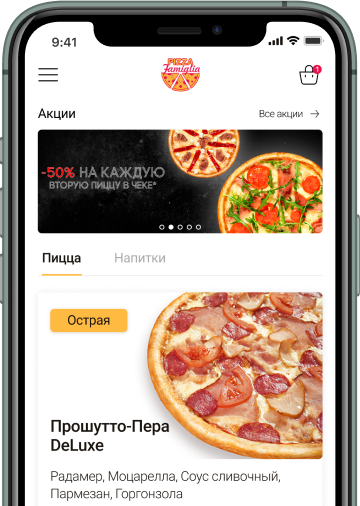 9:41
PIZZA
Famiglia
1
Акции
Все акции
-50% НА КАЖДУЮ
ВТОРУЮ ПИЦЦУ В ЧЕКЕ*
Пицца
Напитки
Острая
Прошутто-Пера
DeLuxe
Радамер, Моцарелла, Соус сливочный,
Пармезан, Горгонзола